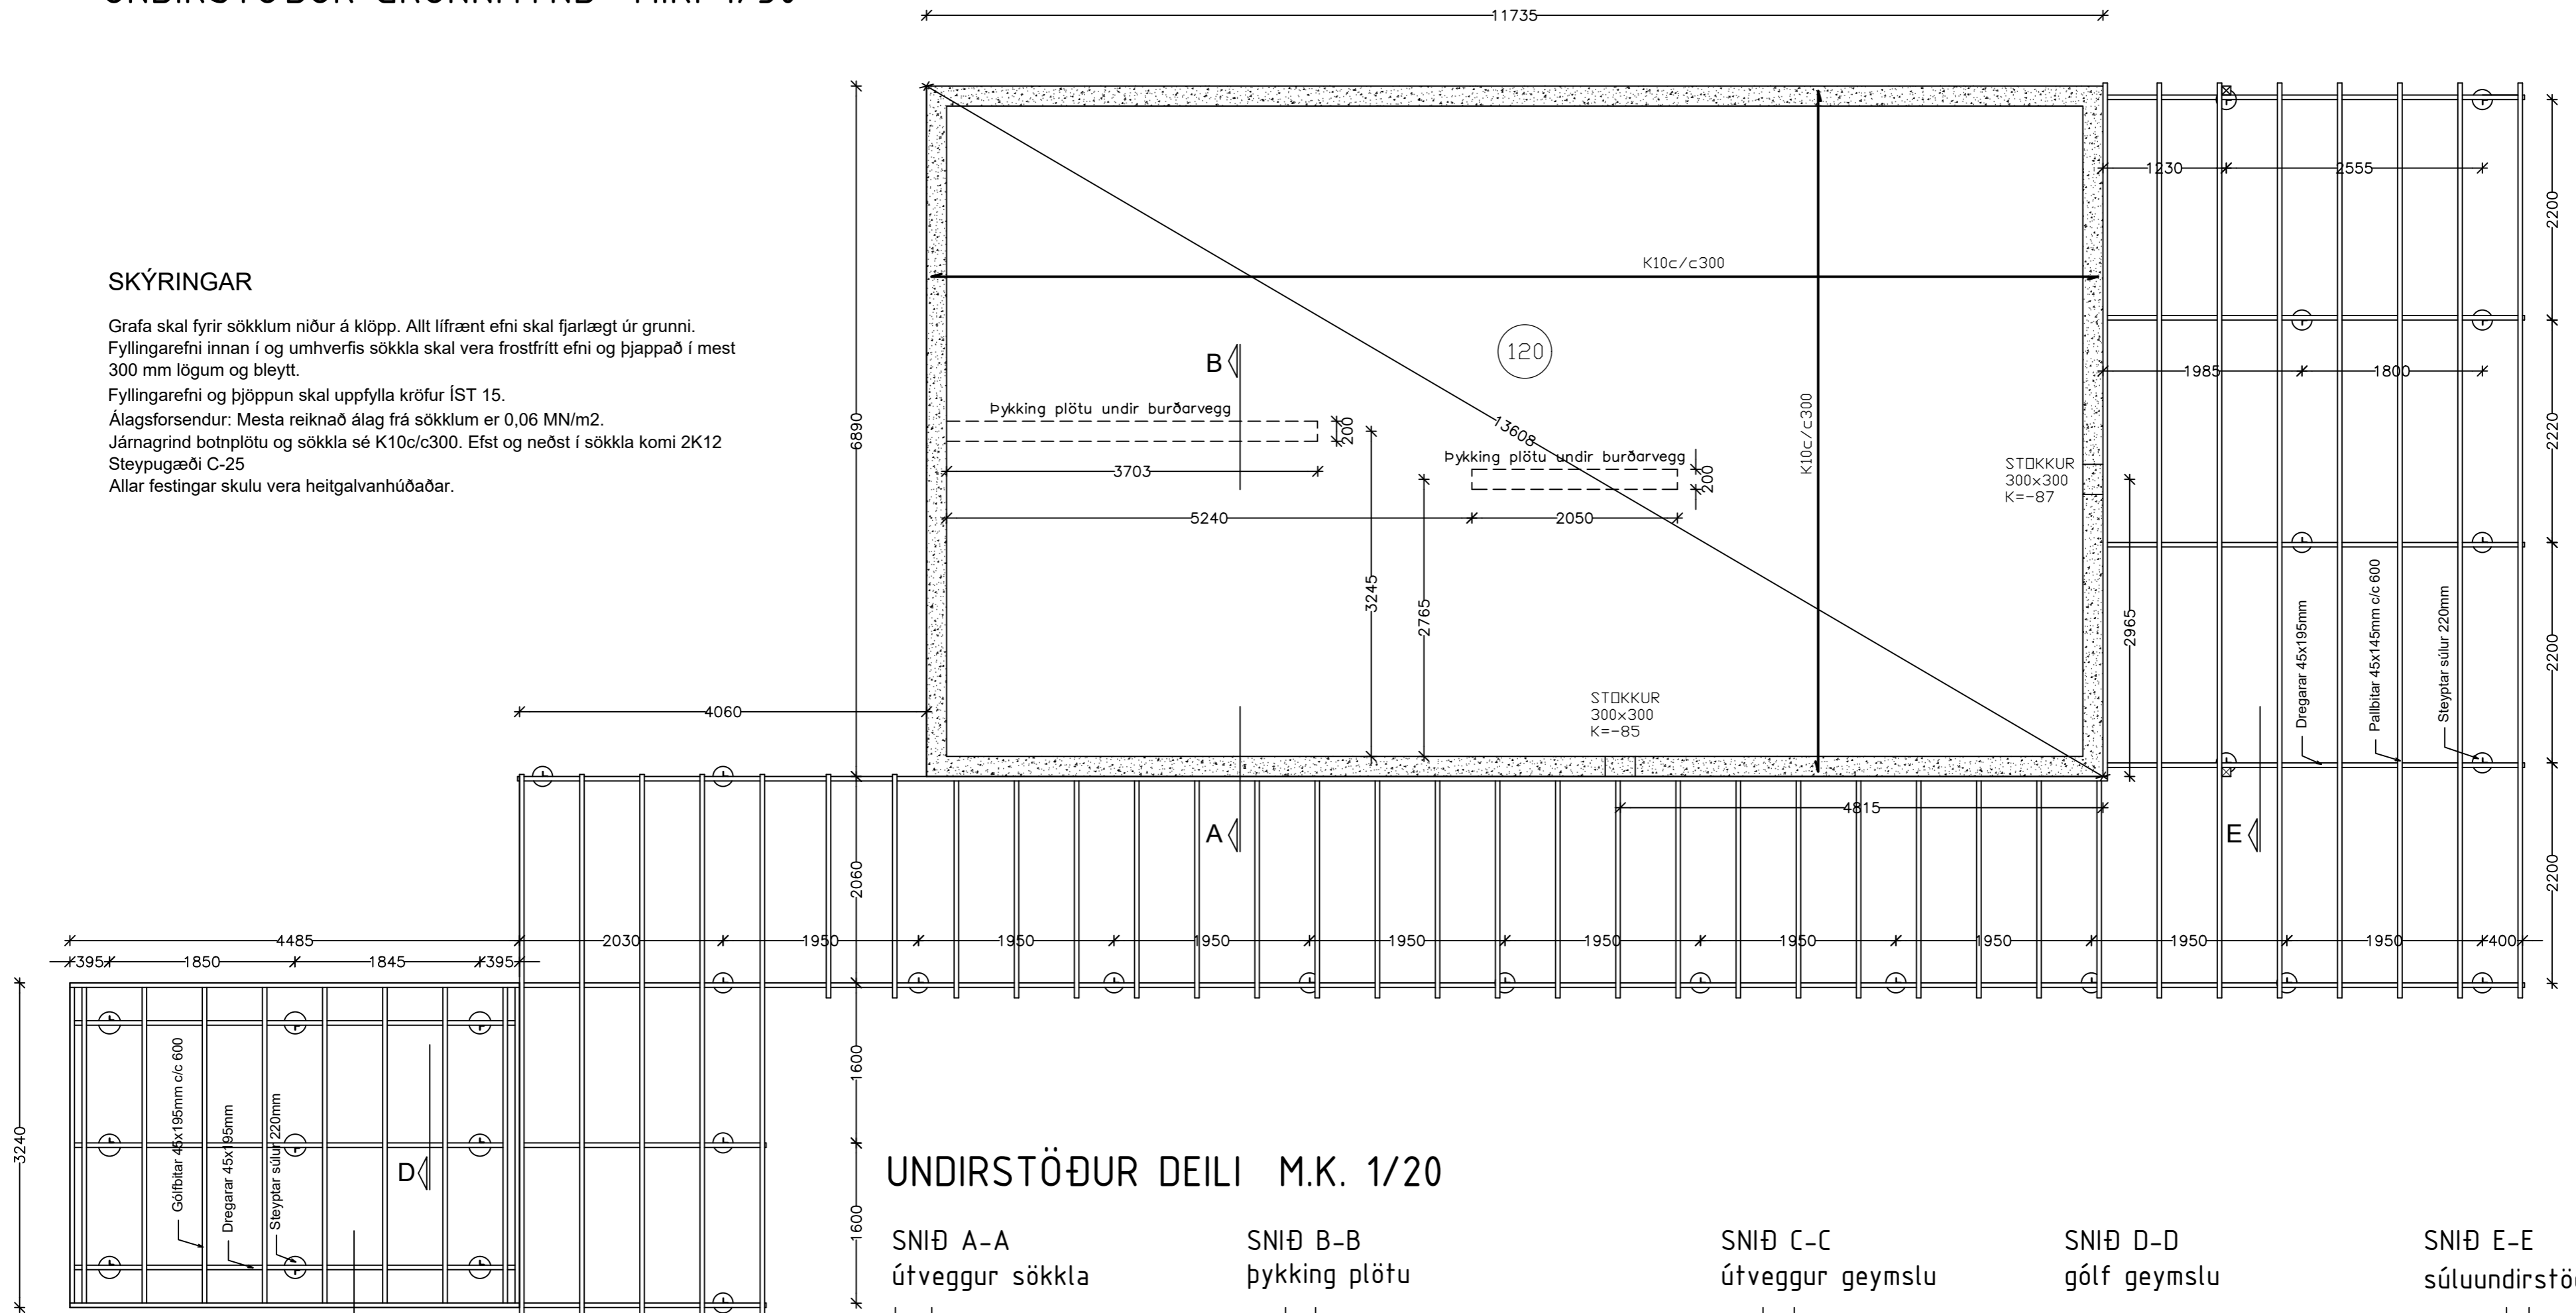 11735
SKÝRINGAR
Grafa skal fyrir sökklum niður á klöpp. Allt lífrænt efni skal fjarlægt úr grunni.
Fyllingarefni innan í og umhverfis sökkla skal vera frostfrítt efni og þjappað í mest
300 mm lögum og bleytt.
Fyllingarefni og þjöppun skal uppfylla kröfur ÍST 15.
Álagsforsendur: Mesta reiknað álag frá sökklum er 0,06 MN/m2.
Járnagrind botnplötu og sökkla sé K10c/c300. Efst og neðst í sökkla komi 2K12
Steypugæði C-25
Allar festingar skulu vera heitgalvanhúðaðar.
6890
K10c/c300
120
B
Þykking plötu undir burðarvegg
200
3703
13608
Þykking plötu undir burðarvegg
200
5240
2050
K10c/c300
STOKKUR
300x300
K=-87
3245
2765
STOKKUR
300x300
K=-85
1230
2555
2200
1985
1800
2220
2965
Dregarar 45x195mm
Pallbitar 45x145mm c/c 600
Steyptar súlur 220mm
2200
2200
4060
4815
A
E
2060
4485
2030
1950
1950
1950
1950
1950
1950
1950
1950
1950
400
395
1850
1845
395
3240
Gólfbitar 45x195mm c/c 600
Dregarar 45x195mm
Steyptar súlur 220mm
D
1600
1600
UNDIRSTÖÐUR DEILI M.K. 1/20
SNIÐ A-A
útveggur sökkla
SNIÐ B-B
þykking plötu
SNIÐ C-C
útveggur geymslu
SNIÐ D-D
gólf geymslu
SNIÐ E-E